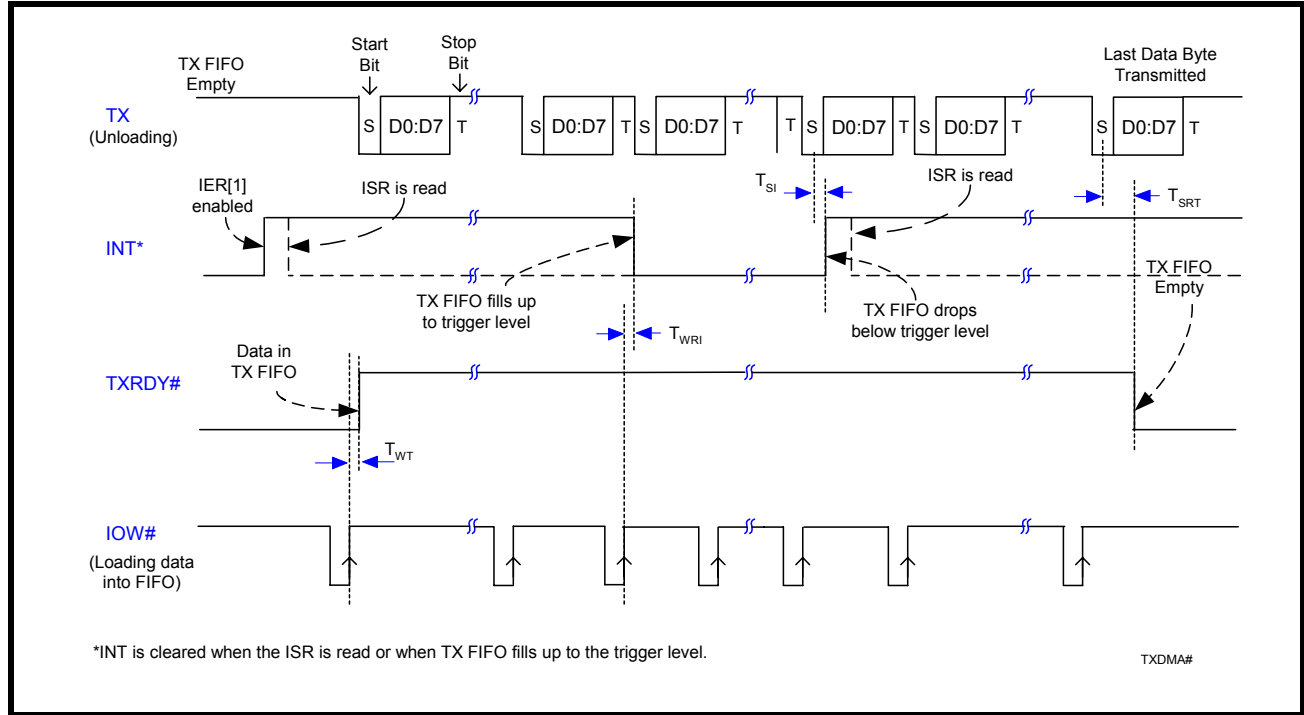 Start
Bit
Stop
Bit
TX FIFO
Empty
Last Data Byte
Transmitted
TX
(Unloading)
S D0:D7 T S D0:D7 T S D0:D7 T T S D0:D7 T S D0:D7 T S D0:D7 T
IER[1]
enabled
ISR is read
TSI
ISR is read
TSRT
INT*
TX FIFO fills up
to trigger level
TX FIFO drops
below trigger level
TX FIFO
Empty
TWRI
Data in
TX FIFO
TXRDY#
TWT
IOW#
(Loading data
into FIFO)
*INT is cleared when the ISR is read or when TX FIFO fills up to the trigger level.
TXDMA#